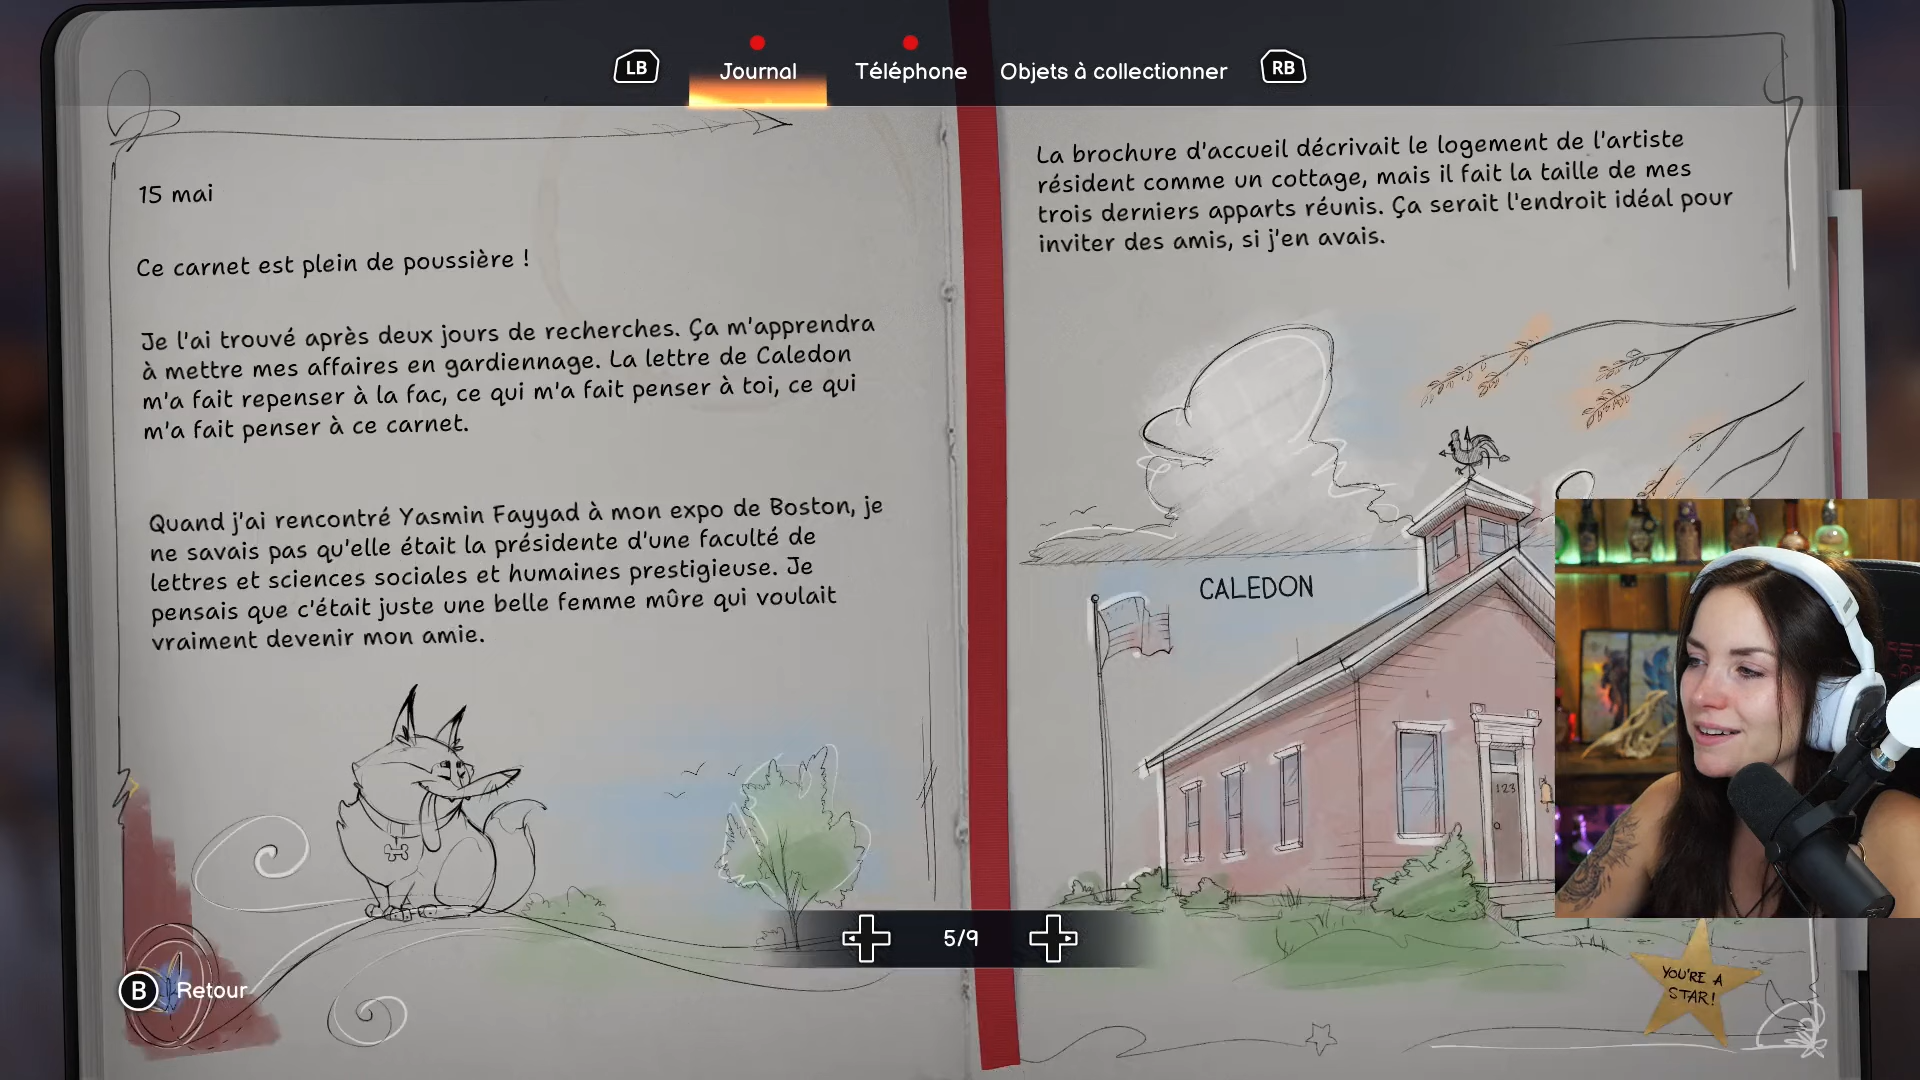 LB
Journal
Téléphone
Objets à collectionner
RB
15 mai
Ce carnet est plein de poussière !
Je l'ai trouvé après deux jours de recherches. Ça m'apprendra
à mettre mes affaires en gardiennage. La lettre de Caledon
m'a fait repenser à la fac, ce qui m'a fait penser à toi, ce qui
m'a fait penser à ce carnet.
Quand j'ai rencontré Yasmin Fayyad à mon expo de Boston, je
ne savais pas qu'elle était la présidente d'une faculté de
lettres et sciences sociales et humaines prestigieuse. Je
pensais que c'était juste une belle femme mûre qui voulait
vraiment devenir mon amie.
La brochure d'accueil décrivait le logement de l'artiste
résident comme un cottage, mais il fait la taille de mes
trois derniers apparts réunis. Ça serait l'endroit idéal pour
inviter des amis, si j'en avais.
CALEDON
123
5/9
B Retour
YOU'RE A
STAR!